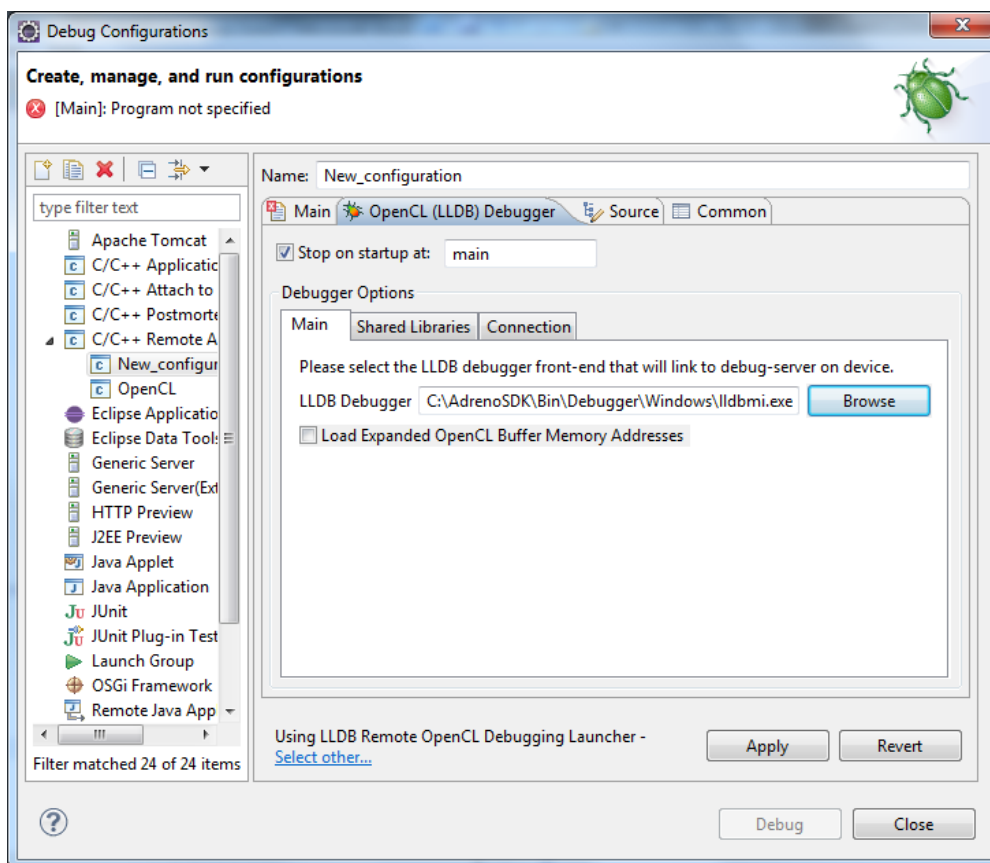 Debug Configurations
Create, manage, and run configurations
[Main]: Program not specified
type filter text
Apache Tomcat
C/C++ Applicatic
C/C++ Attach to
C/C++ Postmorte
C/C++ Remote A
New_configur
OpenCL
Eclipse Applicatio
Eclipse Data Tools
Generic Server
Generic Server(Ext
HTTP Preview
J2EE Preview
Java Applet
Java Application
JUnit
JUnit Plug-in Test
Launch Group
OSGi Framework
Remote Java App
Filter matched 24 of 24 items
Name: New_configuration
Main OpenCL (LLDB) Debugger Source Common
Stop on startup at: main
Debugger Options
Main Shared Libraries Connection
Please select the LLDB debugger front-end that will link to debug-server on device.
LLDB Debugger C:\AdrenoSDK\Bin\Debugger\Windows\lldbmi.exe Browse
Load Expanded OpenCL Buffer Memory Addresses
Using LLDB Remote OpenCL Debugging Launcher -
Select other...
Apply Revert
Debug Close